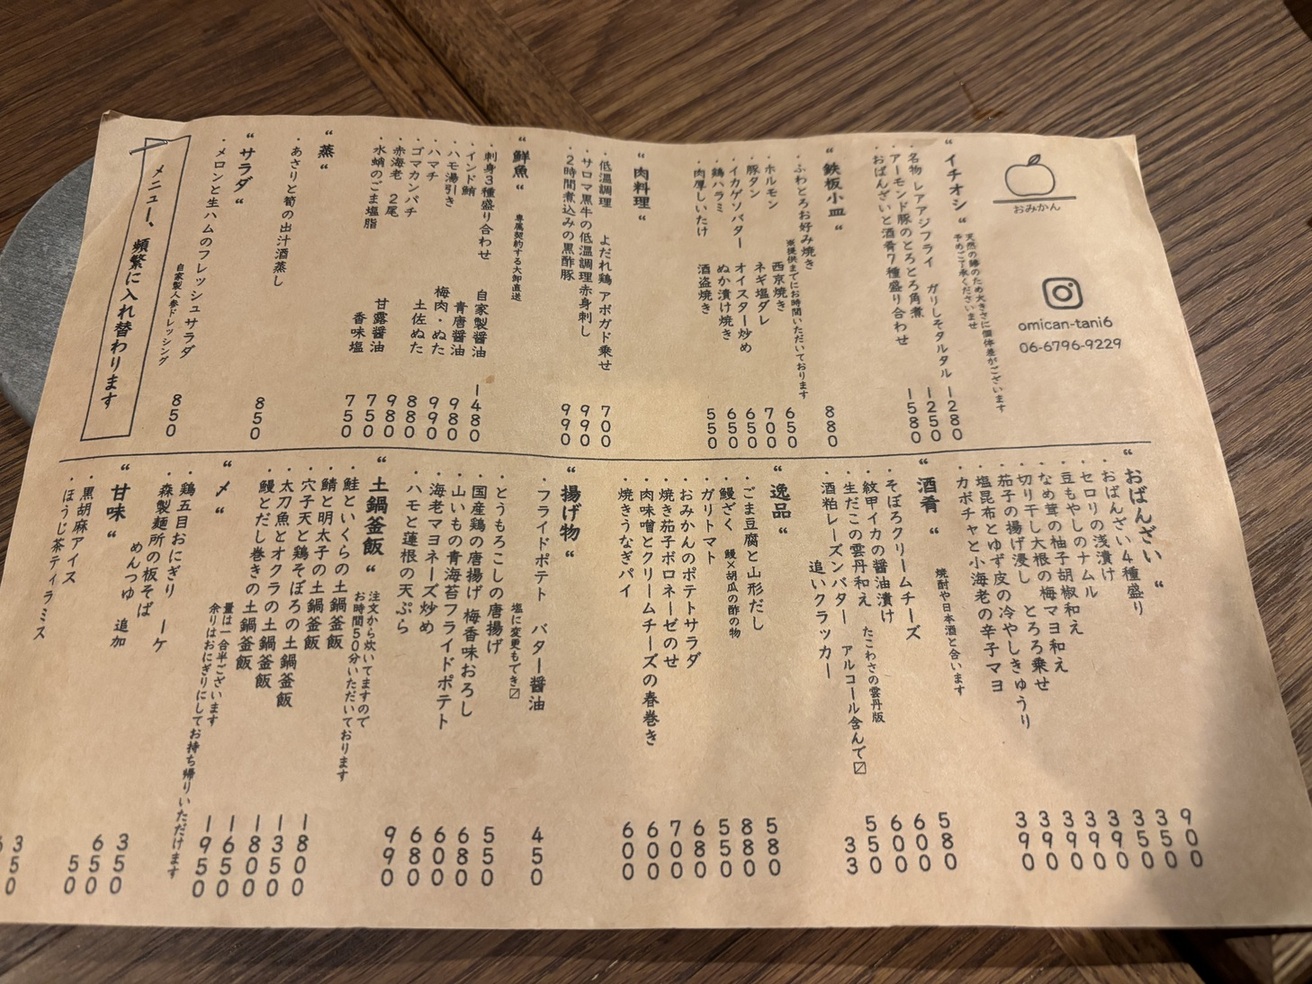 おみかん
omican-tani6
06-6796-9229
“イチオシ“
天然の鯵のため大きさに個体差がございます
予めご了承くださいませ
・名物 レアアジフライ ガリしそタルタル 1280
・アーモンド豚のとろとろ角煮 1250
・おばんざいと酒肴7種盛り合わせ 1580
“鉄板小皿“
・ふわとろお好み焼き 880
※提供までにお時間いただいております
・ホルモン 西京焼き 650
・豚タン ネギ塩ダレ 700
・イカゲソバター オイスター炒め 650
・鶏ハラミ ぬか漬け焼き 650
・肉厚しいたけ 酒盗焼き 550
“肉料理“
・低温調理 よだれ鶏 アボガド乗せ 700
・サロマ黒牛の低温調理赤身刺し 990
・2時間煮込みの黒酢豚 990
“鮮魚“
専属契約する大卸直送
・刺身3種盛り合わせ 自家製醤油 1480
・インド鮪 青唐醤油 980
・ハモ湯引き 梅肉・ぬた 990
・ハマチ 土佐ぬた 880
・ゴマカンパチ 980
・赤海老 2尾 甘露醤油 750
・水蛸のごま塩脂 香味塩 750
“蒸“
・あさりと筍の出汁酒蒸し 850
“サラダ“
・メロンと生ハムのフレッシュサラダ 850
自家製人参ドレッシング
メニュー、頻繁に入れ替わります
“おばんざい“
・おばんざい4種盛り 900
・セロリの浅漬け 350
・豆もやしのナムル 350
・なめ茸の柚子胡椒和え 390
・切り干し大根の梅マヨ和え 390
・茄子の揚げ浸し とろろ乗せ 390
・塩昆布とゆず皮の冷やしきゅうり 390
・カボチャと小海老の辛子マヨ 390
“酒肴“
焼酎や日本酒と合います
・そぼろクリームチーズ 580
・紋甲イカの醤油漬け 600
・生だこの雲丹和え たこわさの雲丹版 600
・酒粕レーズンバター アルコール含んで〼 550
追いクラッカー 33
“逸品“
・ごま豆腐と山形だし 580
・鰻ざく 鰻×胡瓜の酢の物 880
・ガリトマト 550
・おみかんのポテトサラダ 680
・焼き茄子ボロネーゼのせ 700
・肉味噌とクリームチーズの春巻き 600
・焼きうなぎパイ 600
“揚げ物“
・フライドポテト バター醤油 450
塩に変更もでき〼
・とうもろこしの唐揚げ 550
・国産鶏の唐揚げ 梅香味おろし 680
・山いもの青海苔フライドポテト 600
・海老マヨネーズ炒め 680
・ハモと蓮根の天ぷら 990
“土鍋釜飯“
注文から炊いてますので
お時間50分いただいております
・鮭といくらの土鍋釜飯 1800
・鯖と明太子の土鍋釜飯 1350
・穴子天と鶏そぼろの土鍋釜飯 1800
・太刀魚とオクラの土鍋釜飯 1650
・鰻とだし巻きの土鍋釜飯 1950
量は一合半ございます
余りはおにぎりにしてお持ち帰りいただけます
“〆“
・鶏五目おにぎり 一ケ 350
・森製麺所の板そば 650
めんつゆ 追加 50
“甘味“
・黒胡麻アイス 350
・ほうじ茶ティラミス